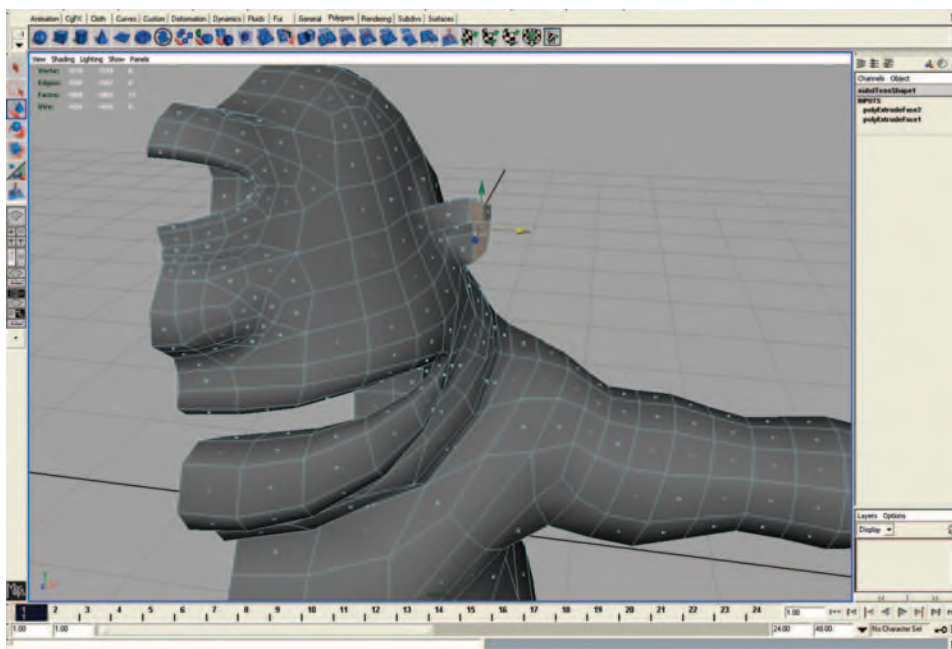 Animation CgFX Cloth Curves Custom Deformation Dynamics Fluids Fur General Polygons Rendering Subdivs Surfaces
View Shading Lighting Show Panels
Verts:
Edges:
Faces:
UVs:
Channels Object
INPUTS
polyExtrudeFace2
polyExtrudeFace1
Layers Options
Display
1 2 3 4 5 6 7 8 9 10 11 12 13 14 15 16 17 18 19 20 21 22 23 24 1.00
1.00 1.00 24.00 48.00 No Character Set